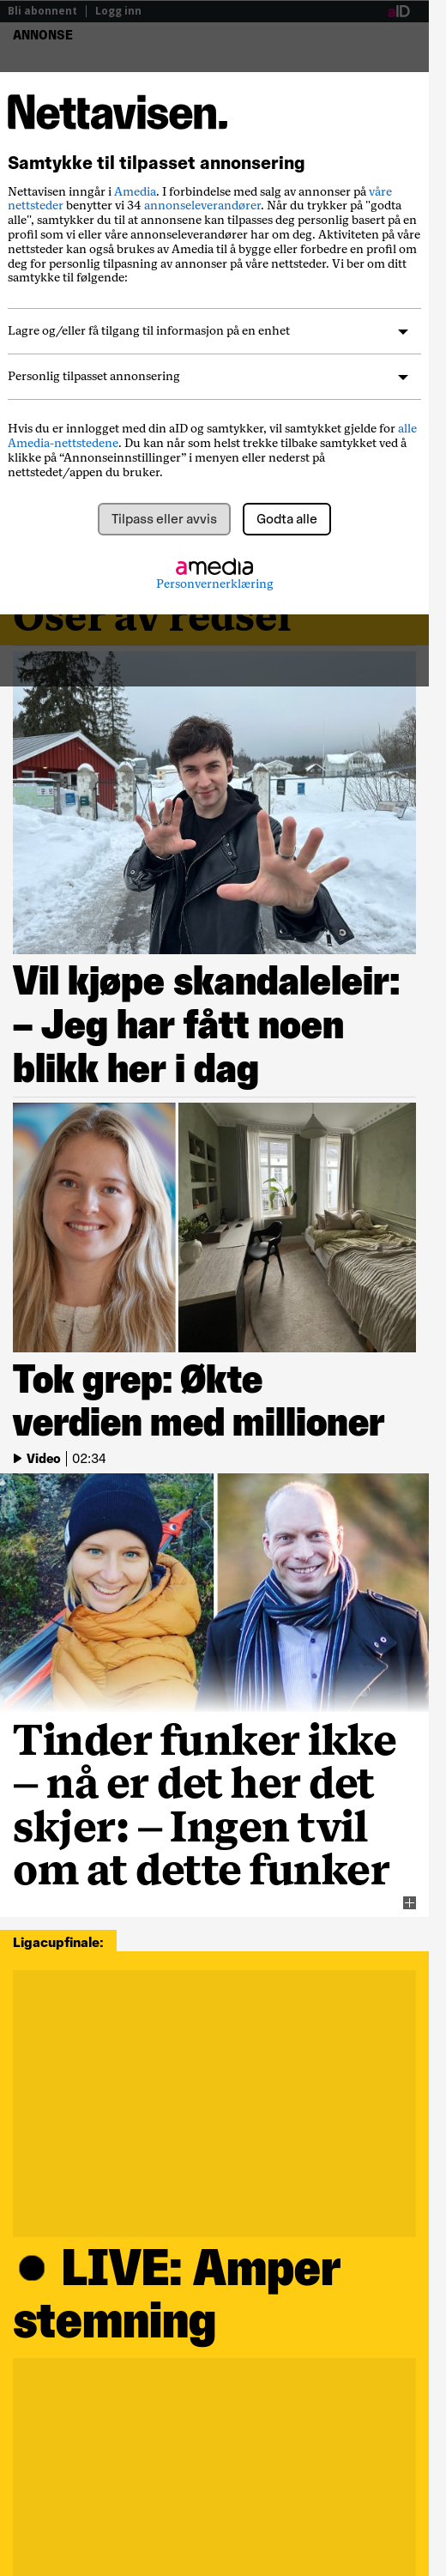 Bli abonnent | Logg inn
aID
ANNONSE
Nettavisen.
Samtykke til tilpasset annonsering
Nettavisen inngår i Amedia. I forbindelse med salg av annonser på våre
nettsteder benytter vi 34 annonseleverandører. Når du trykker på "godta
alle", samtykker du til at annonsene kan tilpasses deg personlig basert på en
profil som vi eller våre annonseleverandører har om deg. Aktiviteten på våre
nettsteder kan også brukes av Amedia til å bygge eller forbedre en profil om
deg for personlig tilpasning av annonser på våre nettsteder. Vi ber om ditt
samtykke til følgende:
Lagre og/eller få tilgang til informasjon på en enhet
Personlig tilpasset annonsering
Hvis du er innlogget med din aID og samtykker, vil samtykket gjelde for alle
Amedia-nettstedene. Du kan når som helst trekke tilbake samtykket ved å
klikke på “Annonseinnstillinger” i menyen eller nederst på
nettstedet/appen du bruker.
Tilpass eller avvis
Godta alle
amedia
Personvernerklæring
Oser av redsel
Vil kjøpe skandaleleir:
– Jeg har fått noen
blikk her i dag
Tok grep: Økte
verdien med millioner
Video | 02:34
Tinder funker ikke
– nå er det her det
skjer: – Ingen tvil
om at dette funker
Ligacupfinale:
LIVE: Amper
stemning